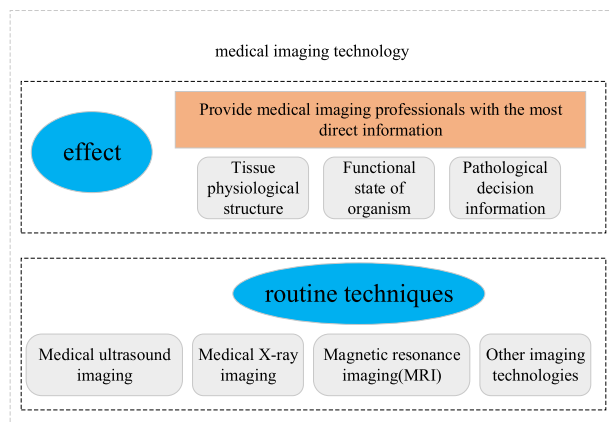 medical imaging technology
effect
Provide medical imaging professionals with the most
direct information
Tissue
physiological
structure
Functional
state of
organism
Pathological
decision
information
routine techniques
Medical ultrasound
imaging
Medical X-ray
imaging
Magnetic resonance
imaging(MRI)
Other imaging
technologies